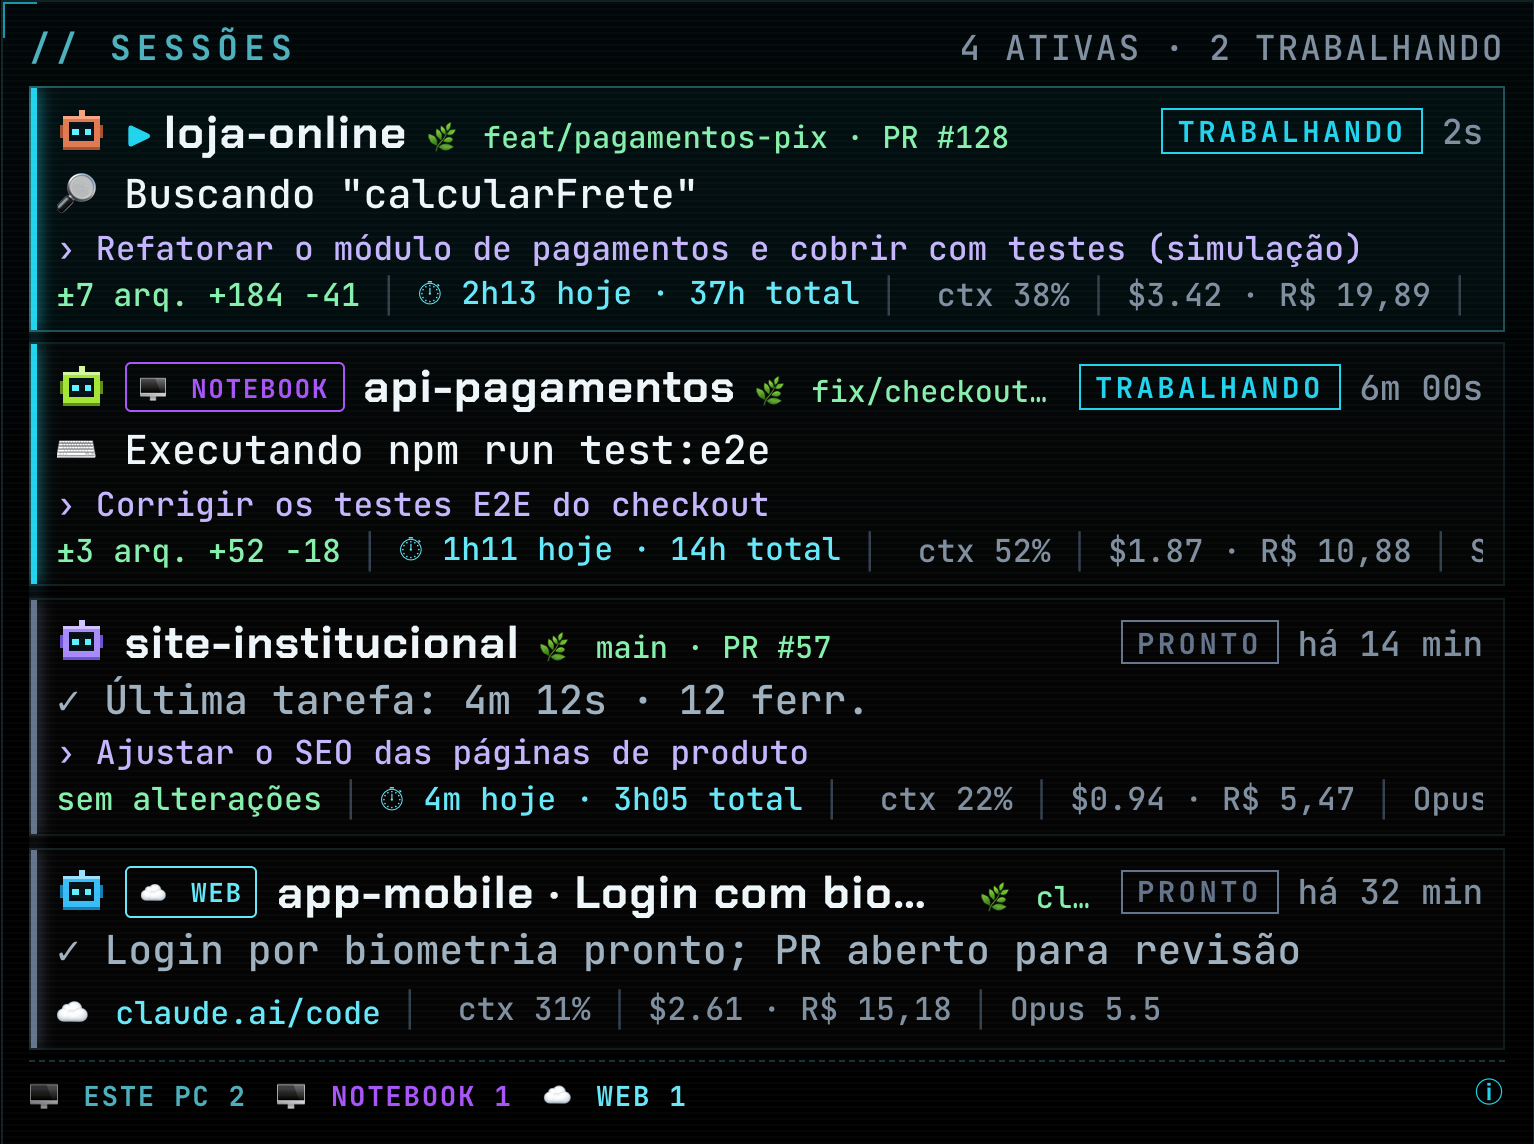 // SESSÕES 4 ATIVAS · 2 TRABALHANDO
loja-online feat/pagamentos-pix · PR #128 TRABALHANDO 2s
Buscando "calcularFrete"
› Refatorar o módulo de pagamentos e cobrir com testes (simulação)
±7 arq. +184 -41 | 2h13 hoje · 37h total | ctx 38% | $3.42 · R$ 19,89 |
NOTEBOOK api-pagamentos fix/checkout… TRABALHANDO 6m 00s
Executando npm run test:e2e
› Corrigir os testes E2E do checkout
±3 arq. +52 -18 | 1h11 hoje · 14h total | ctx 52% | $1.87 · R$ 10,88 | S
site-institucional main · PR #57 PRONTO há 14 min
✓ Última tarefa: 4m 12s · 12 ferr.
› Ajustar o SEO das páginas de produto
sem alterações | 4m hoje · 3h05 total | ctx 22% | $0.94 · R$ 5,47 | Opus
WEB app-mobile · Login com bio… cl… PRONTO há 32 min
✓ Login por biometria pronto; PR aberto para revisão
claude.ai/code | ctx 31% | $2.61 · R$ 15,18 | Opus 5.5
ESTE PC 2 NOTEBOOK 1 WEB 1 ⓘ